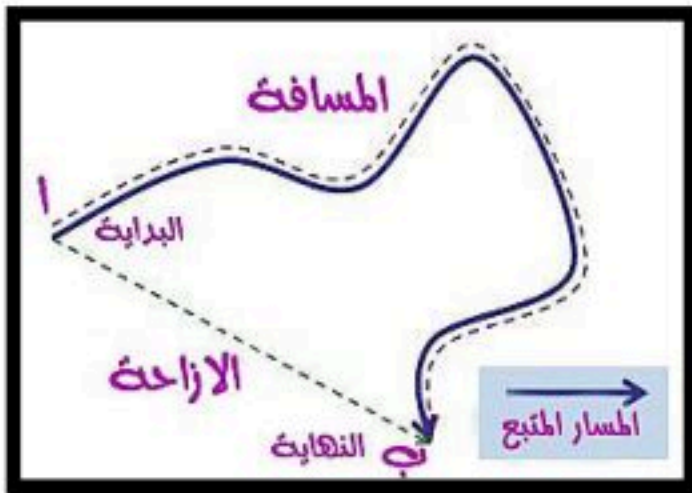 المسافة
أ
البداية
الازاحة
المسار المتبع
النهاية ب